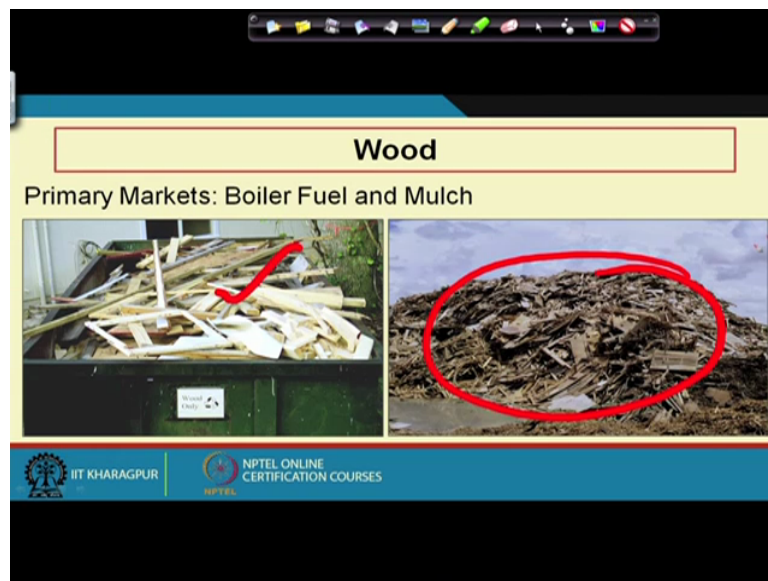 Wood
Primary Markets: Boiler Fuel and Mulch
Wood
Only
IIT KHARAGPUR
NPTEL
NPTEL ONLINE
CERTIFICATION COURSES